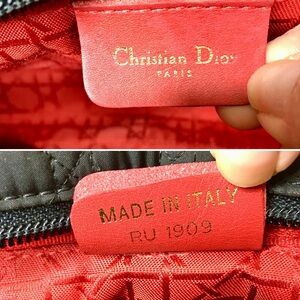 Christian Dior
PARIS
MADE IN ITALY
RU 1909